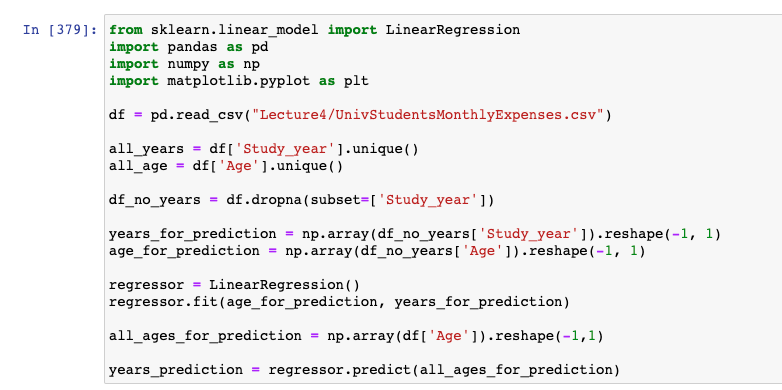 In [379]: from sklearn.linear_model import LinearRegression
import pandas as pd
import numpy as np
import matplotlib.pyplot as plt
df = pd.read_csv("Lecture4/UnivStudentsMonthlyExpenses.csv")
all_years = df['Study_year'].unique()
all_age = df['Age'].unique()
df_no_years = df.dropna(subset=['Study_year'])
years_for_prediction = np.array(df_no_years['Study_year']).reshape(-1, 1)
age_for_prediction = np.array(df_no_years['Age']).reshape(-1, 1)
regressor = LinearRegression()
regressor.fit(age_for_prediction, years_for_prediction)
all_ages_for_prediction = np.array(df['Age']).reshape(-1,1)
years_prediction = regressor.predict(all_ages_for_prediction)